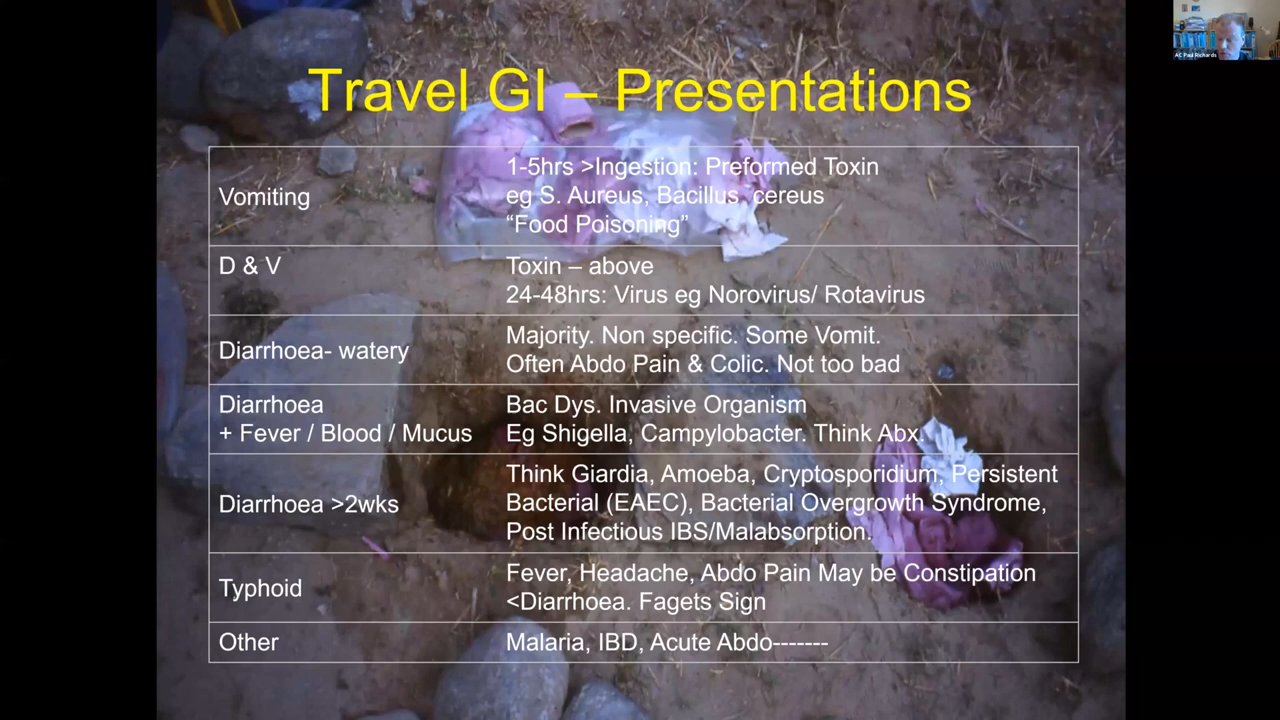 AC Paul Richards
Travel GI – Presentations
Vomiting
1-5hrs >Ingestion: Preformed Toxin
eg S. Aureus, Bacillus cereus
“Food Poisoning”
D & V
Toxin – above
24-48hrs: Virus eg Norovirus/ Rotavirus
Diarrhoea- watery
Majority. Non specific. Some Vomit.
Often Abdo Pain & Colic. Not too bad
Diarrhoea
+ Fever / Blood / Mucus
Bac Dys. Invasive Organism
Eg Shigella, Campylobacter. Think Abx.
Diarrhoea >2wks
Think Giardia, Amoeba, Cryptosporidium, Persistent
Bacterial (EAEC), Bacterial Overgrowth Syndrome,
Post Infectious IBS/Malabsorption.
Typhoid
Fever, Headache, Abdo Pain May be Constipation
<Diarrhoea. Fagets Sign
Other
Malaria, IBD, Acute Abdo-------